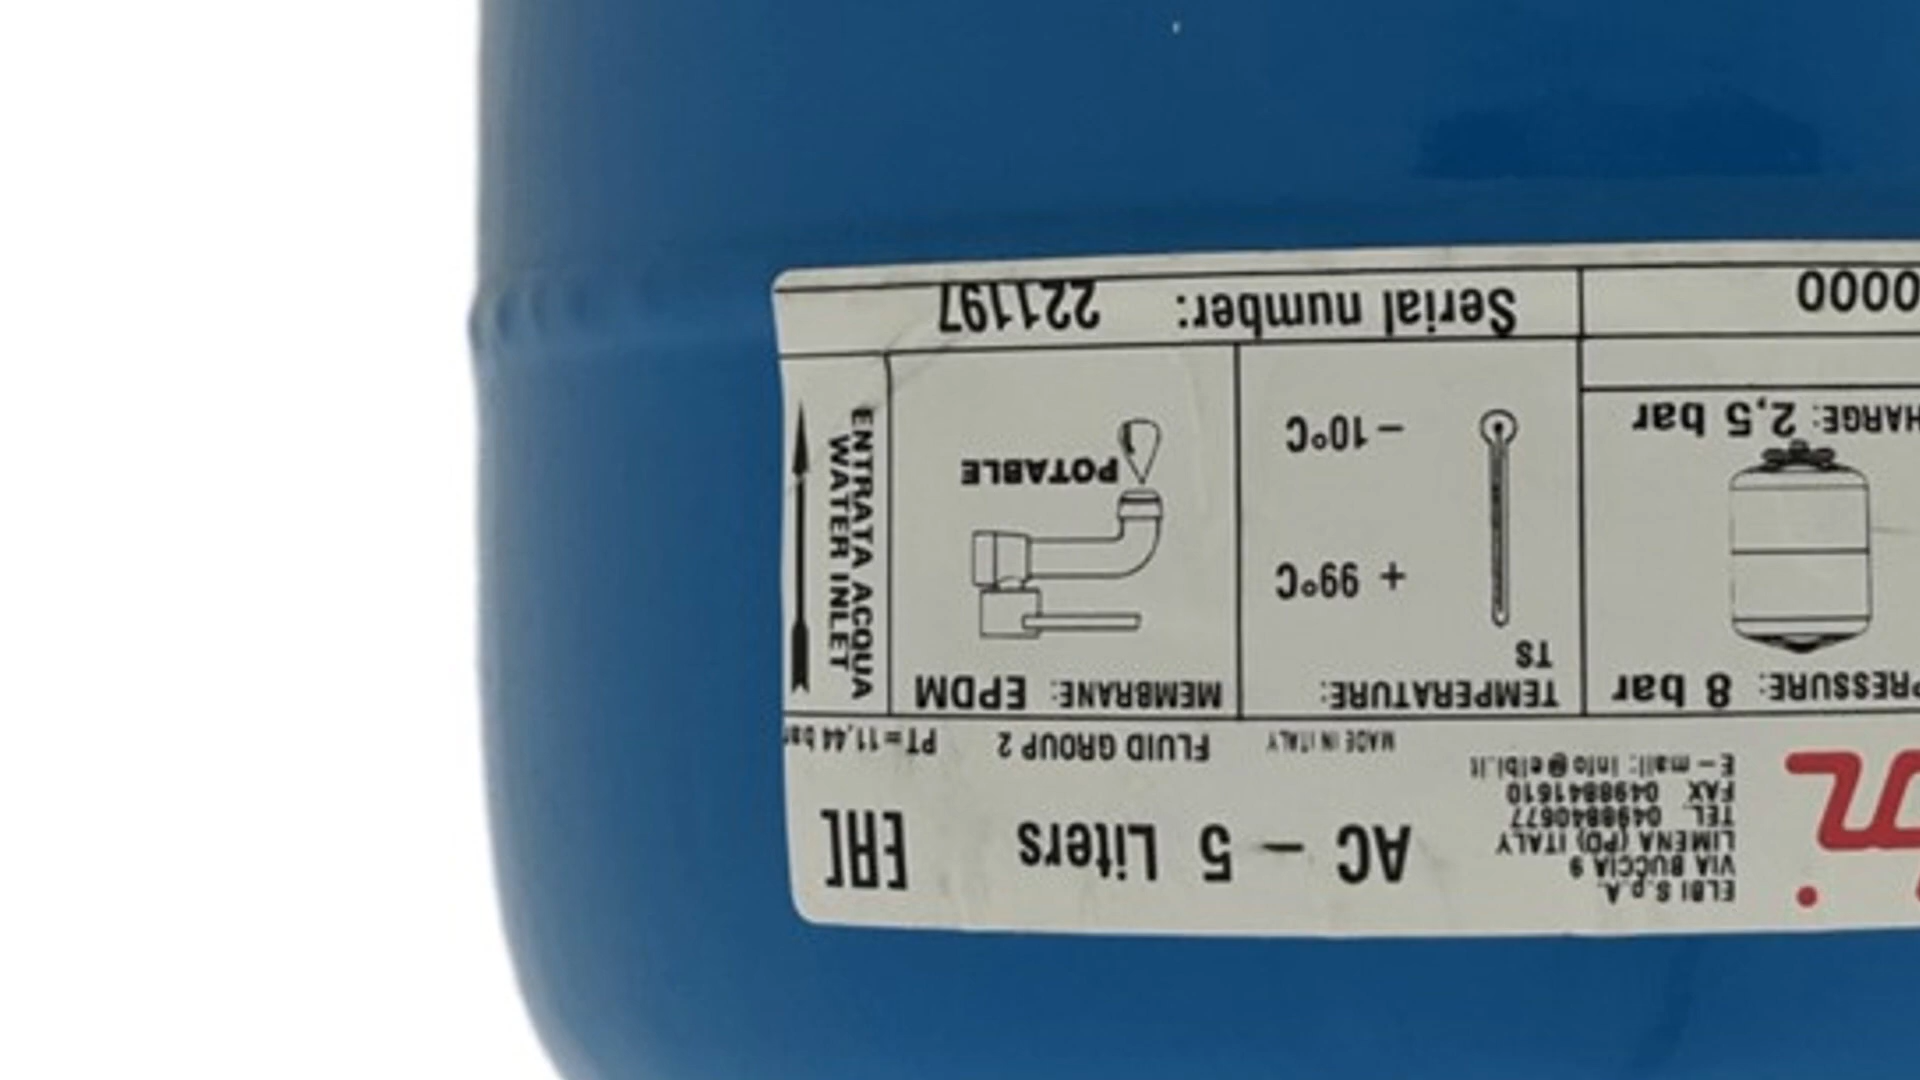 ELBI S.p.A.
VIA BUCCIA 9
LIMENA (PD) ITALY
TEL. 0498840677
FAX 0498841610
E-mail: info@elbi.it
AC - 5 Liters
EAC
MADE IN ITALY
FLUID GROUP 2
PT=11,44 bar
PRESSURE: 8 bar
HARGE: 2,5 bar
TEMPERATURE:
TS
+ 99°C
- 10°C
MEMBRANE: EPDM
POTABLE
ENTRATA ACQUA
WATER INLET
0000
Serial number: 221197